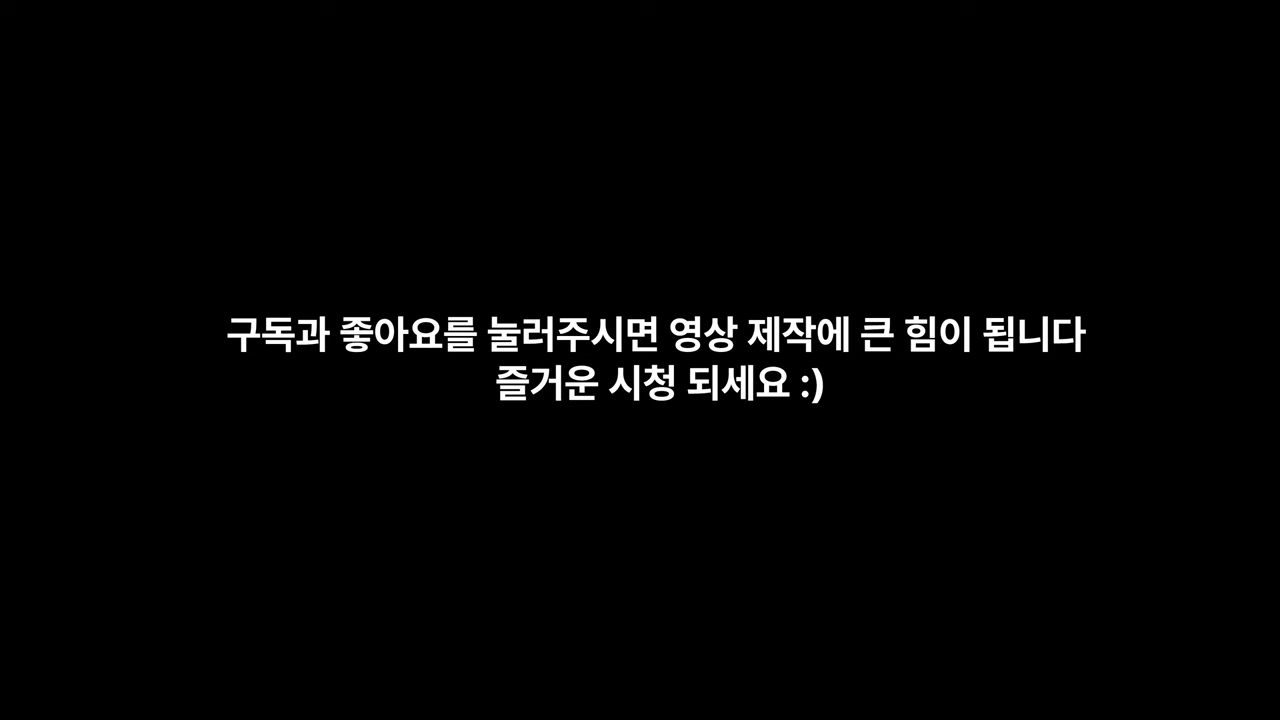 구독과 좋아요를 눌러주시면 영상 제작에 큰 힘이 됩니다
즐거운 시청 되세요 :)